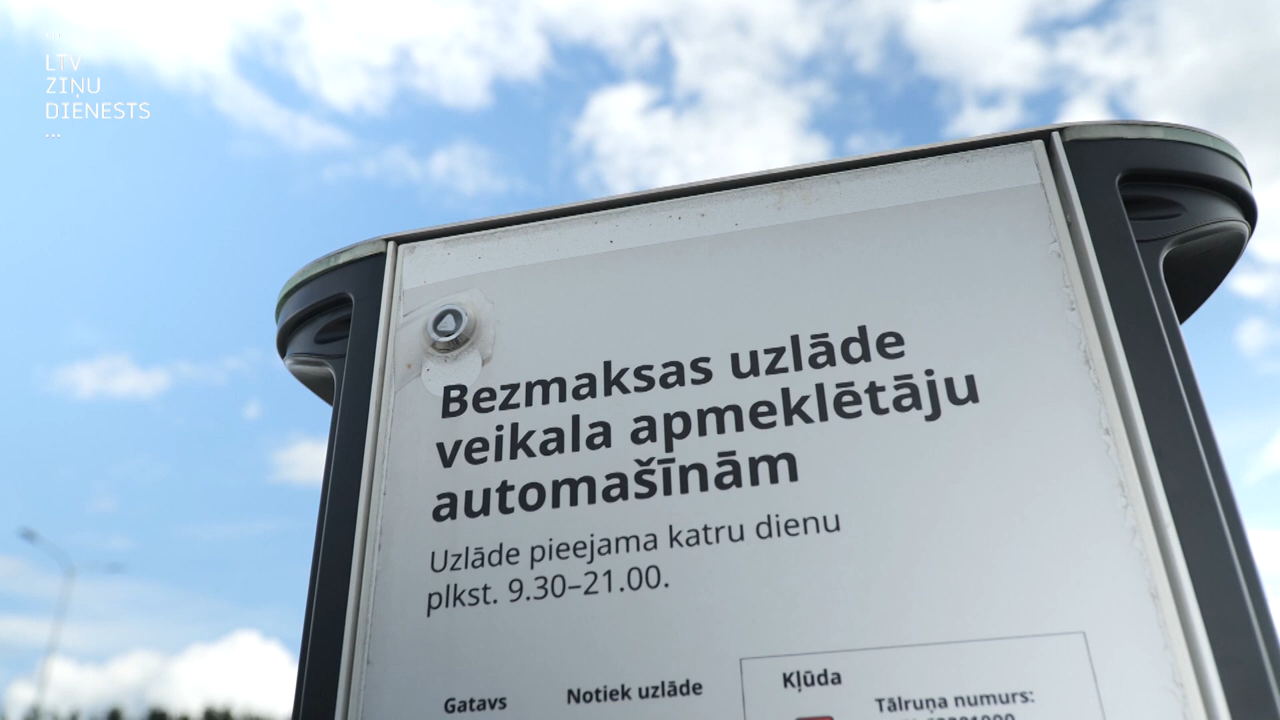 LTV
ZIŅU
DIENESTS
Bezmaksas uzlāde
veikala apmeklētāju
automašīnām
Uzlāde pieejama katru dienu
plkst. 9.30–21.00.
Gatavs
Notiek uzlāde
Kļūda
Tālruņa numurs: